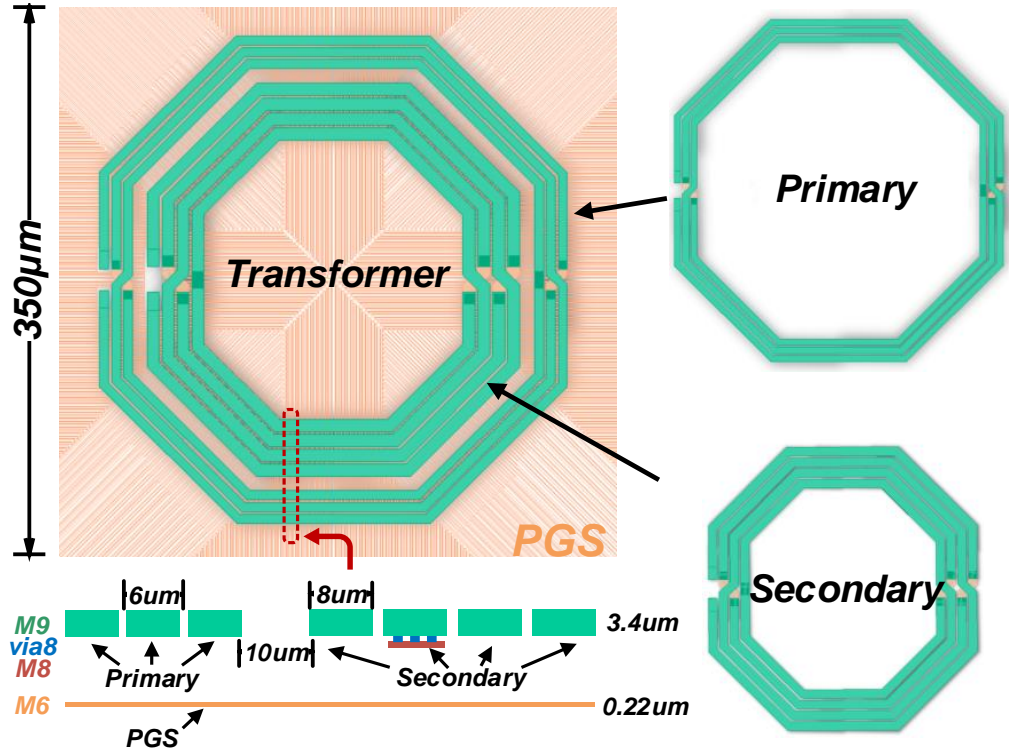 350μm
Transformer
PGS
Primary
Secondary
6um
8um
M9
via8
M8
M6
Primary
10um
Secondary
3.4um
0.22um
PGS